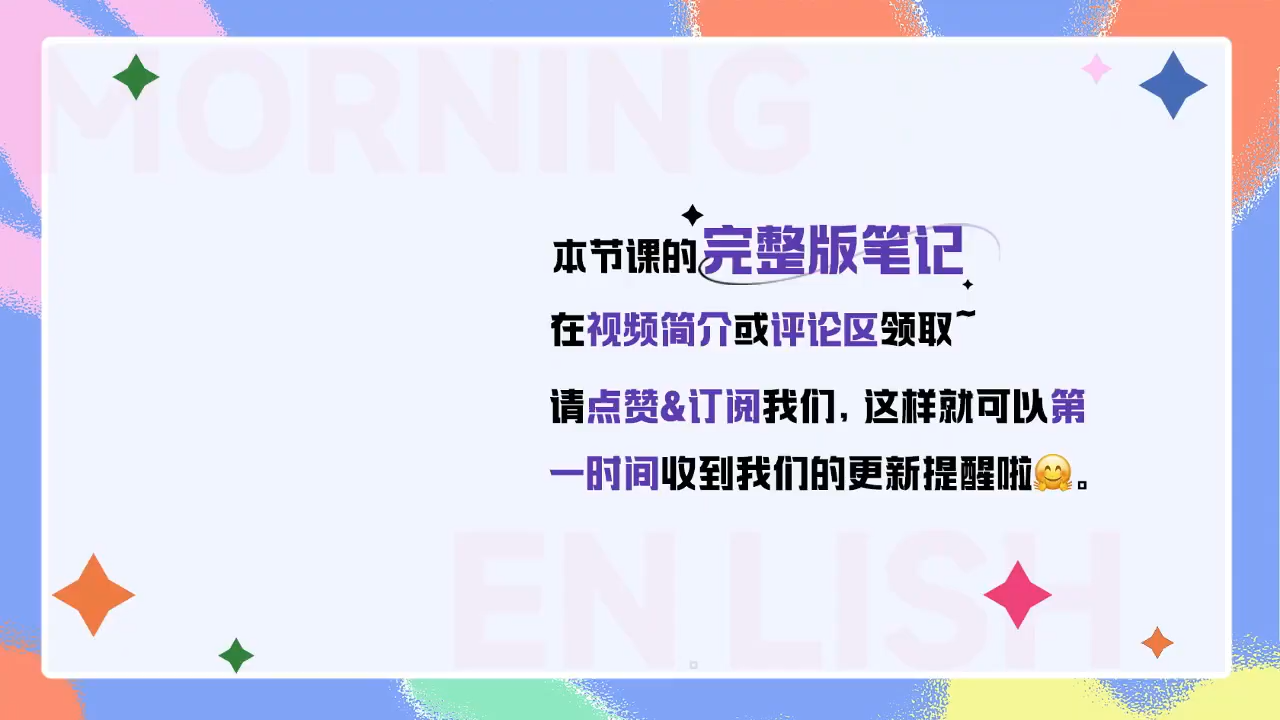 MORNING
本节课的完整版笔记
在视频简介或评论区领取~
请点赞&订阅我们，这样就可以第
一时间收到我们的更新提醒啦🤗。
EN LISH